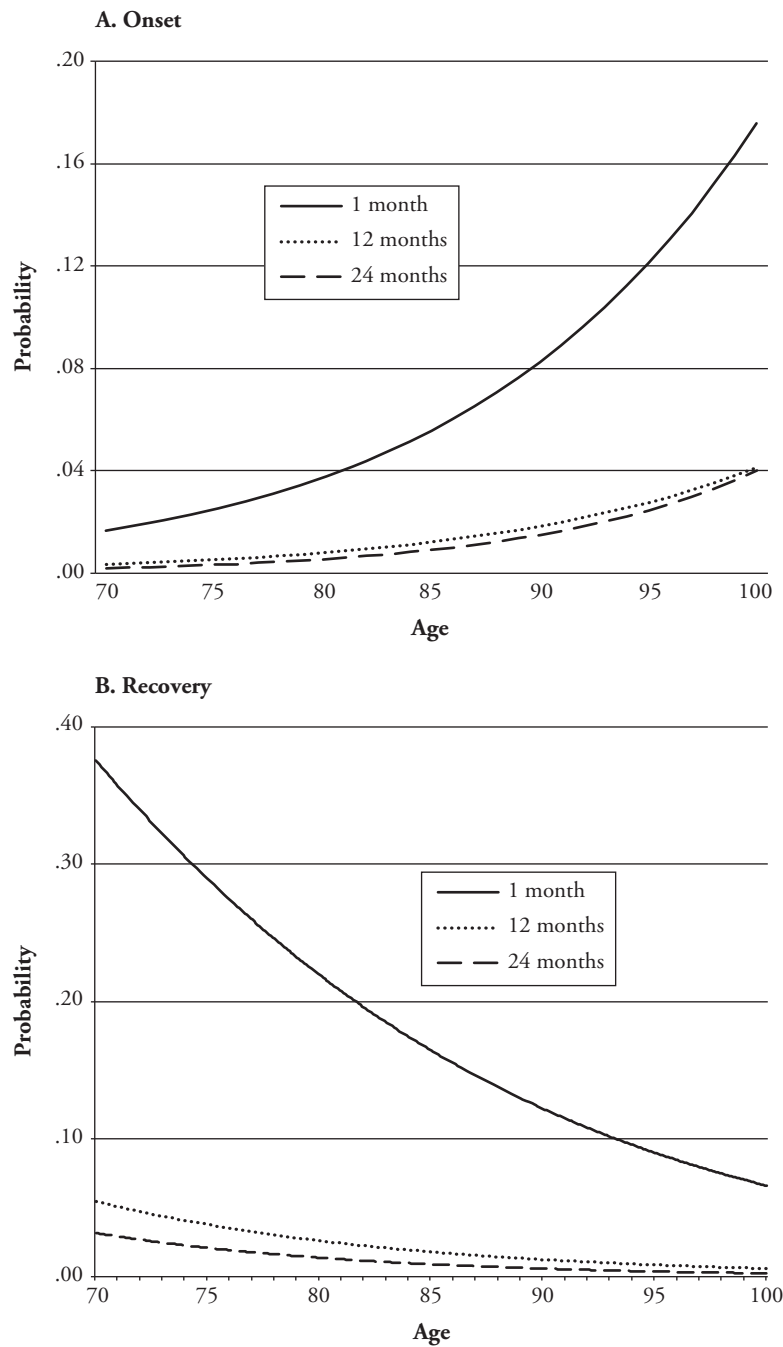 A. Onset
.20
.16
1 month
12 months
.12
24 months
Probability
.08
.04
.00
70 75 80 85 90 95 100
Age
B. Recovery
.40
.30
1 month
12 months
24 months
.20
Probability
.10
.00
70 75 80 85 90 95 100
Age